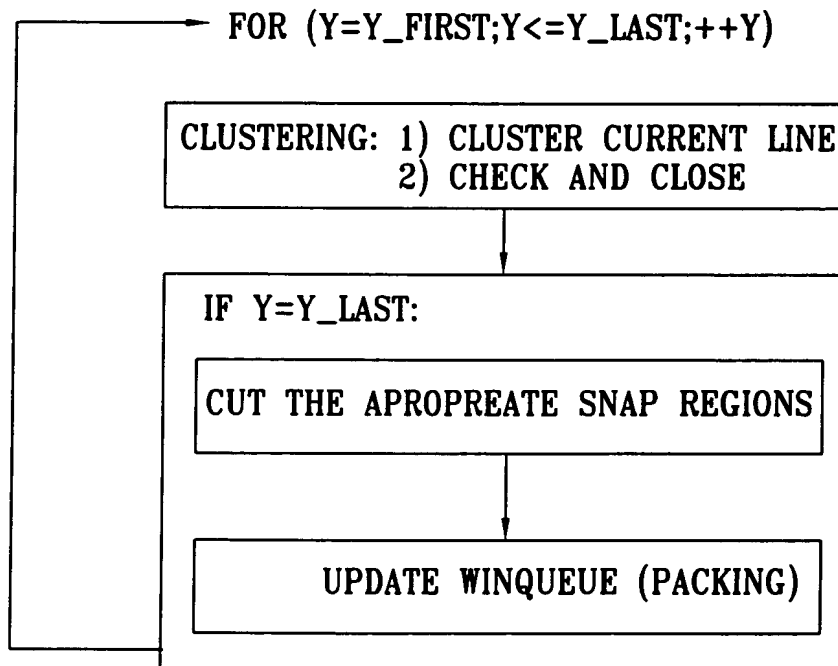 FOR (Y=Y_FIRST;Y<=Y_LAST;++Y)
CLUSTERING: 1) CLUSTER CURRENT LINE
2) CHECK AND CLOSE
IF Y=Y_LAST:
CUT THE APROPREATE SNAP REGIONS
UPDATE WINQUEUE (PACKING)